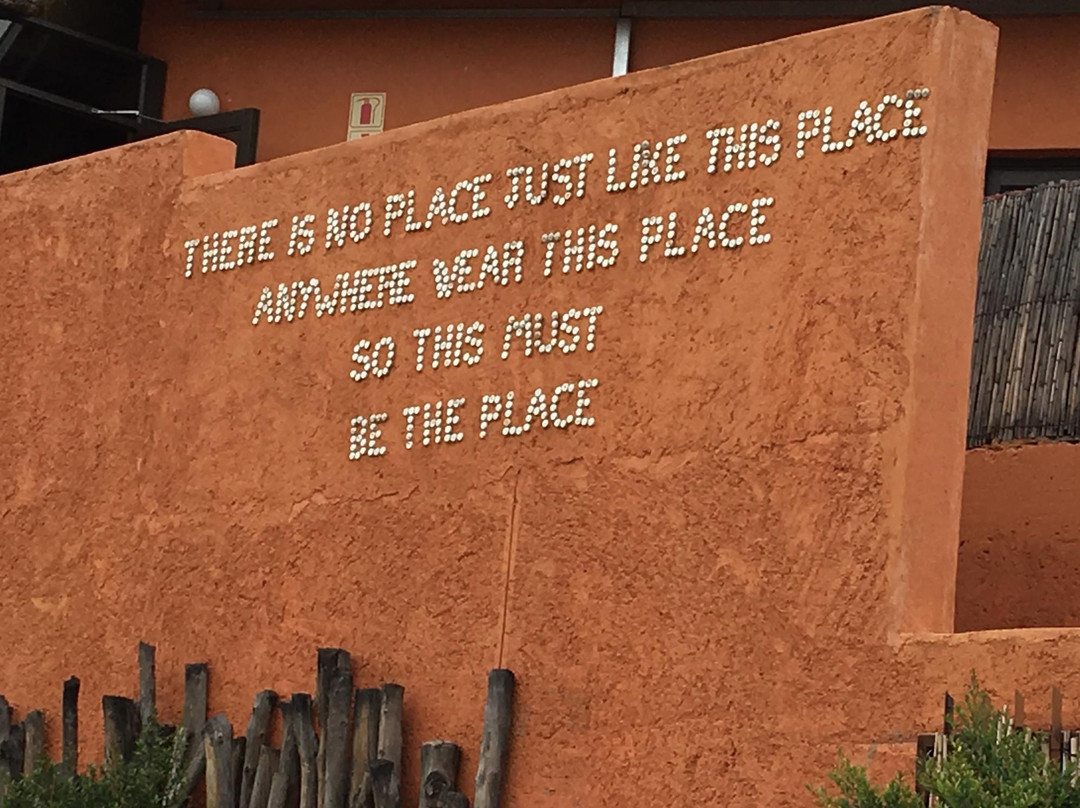 THERE IS NO PLACE JUST LIKE THIS PLACE
ANYWHERE NEAR THIS PLACE
SO THIS MUST
BE THE PLACE